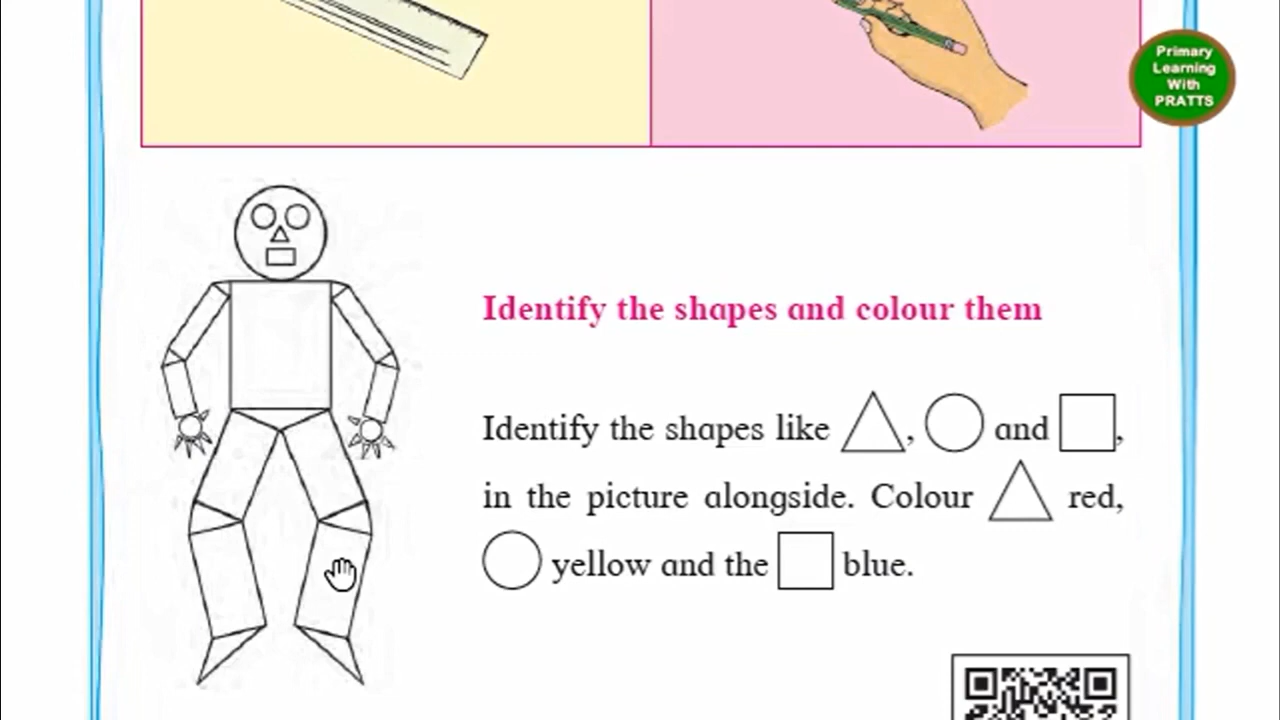 Primary
Learning
With
PRATTS
Identify the shapes and colour them
Identify the shapes like , and ,
in the picture alongside. Colour red,
yellow and the blue.